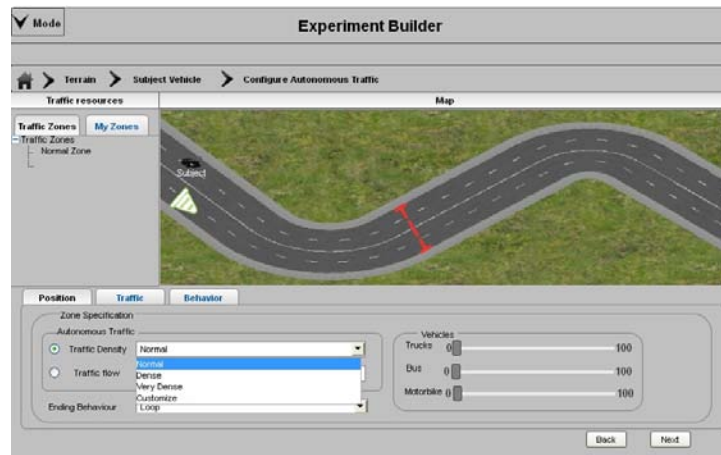 Mode
Experiment Builder
Terrain Subject Vehicle Configure Autonomous Traffic
Traffic resources
Map
Traffic Zones My Zones
Traffic Zones
Normal Zone
Subject
Position Traffic Behavior
Zone Specification
Autonomous Traffic
Traffic Density Normal
Normal
Dense
Very Dense
Customize
Traffic flow
Ending Behaviour Loop
Vehicles
Trucks 0 100
Bus 0 100
Motorbike 0 100
Back Next